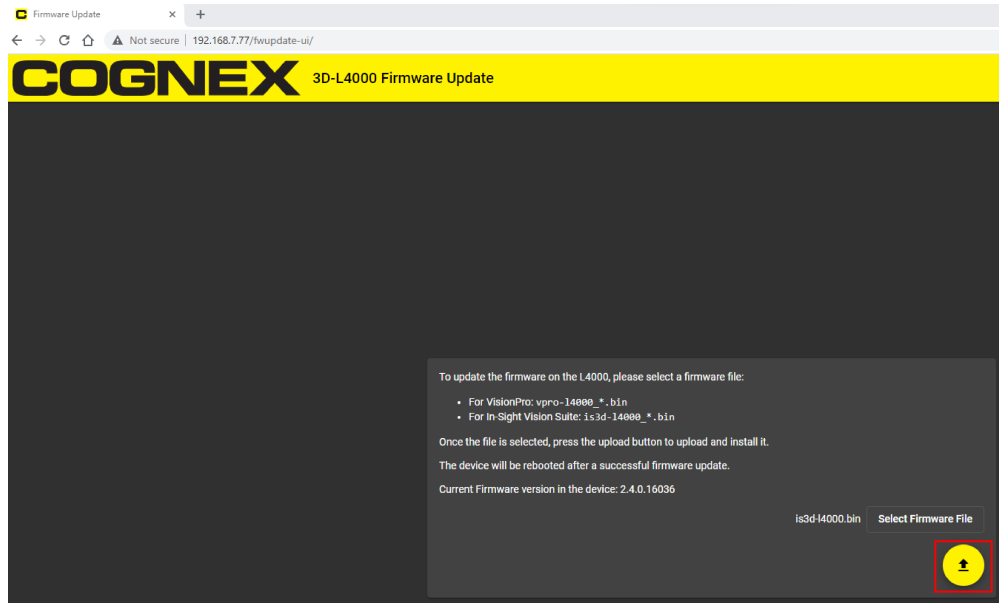 Firmware Update
Not secure | 192.168.7.77/fwupdate-ui/
COGNEX 3D-L4000 Firmware Update
To update the firmware on the L4000, please select a firmware file:
• For VisionPro: vpro-l4000_*.bin
• For In-Sight Vision Suite: is3d-l4000_*.bin
Once the file is selected, press the upload button to upload and install it.
The device will be rebooted after a successful firmware update.
Current Firmware version in the device: 2.4.0.16036
is3d-l4000.bin Select Firmware File